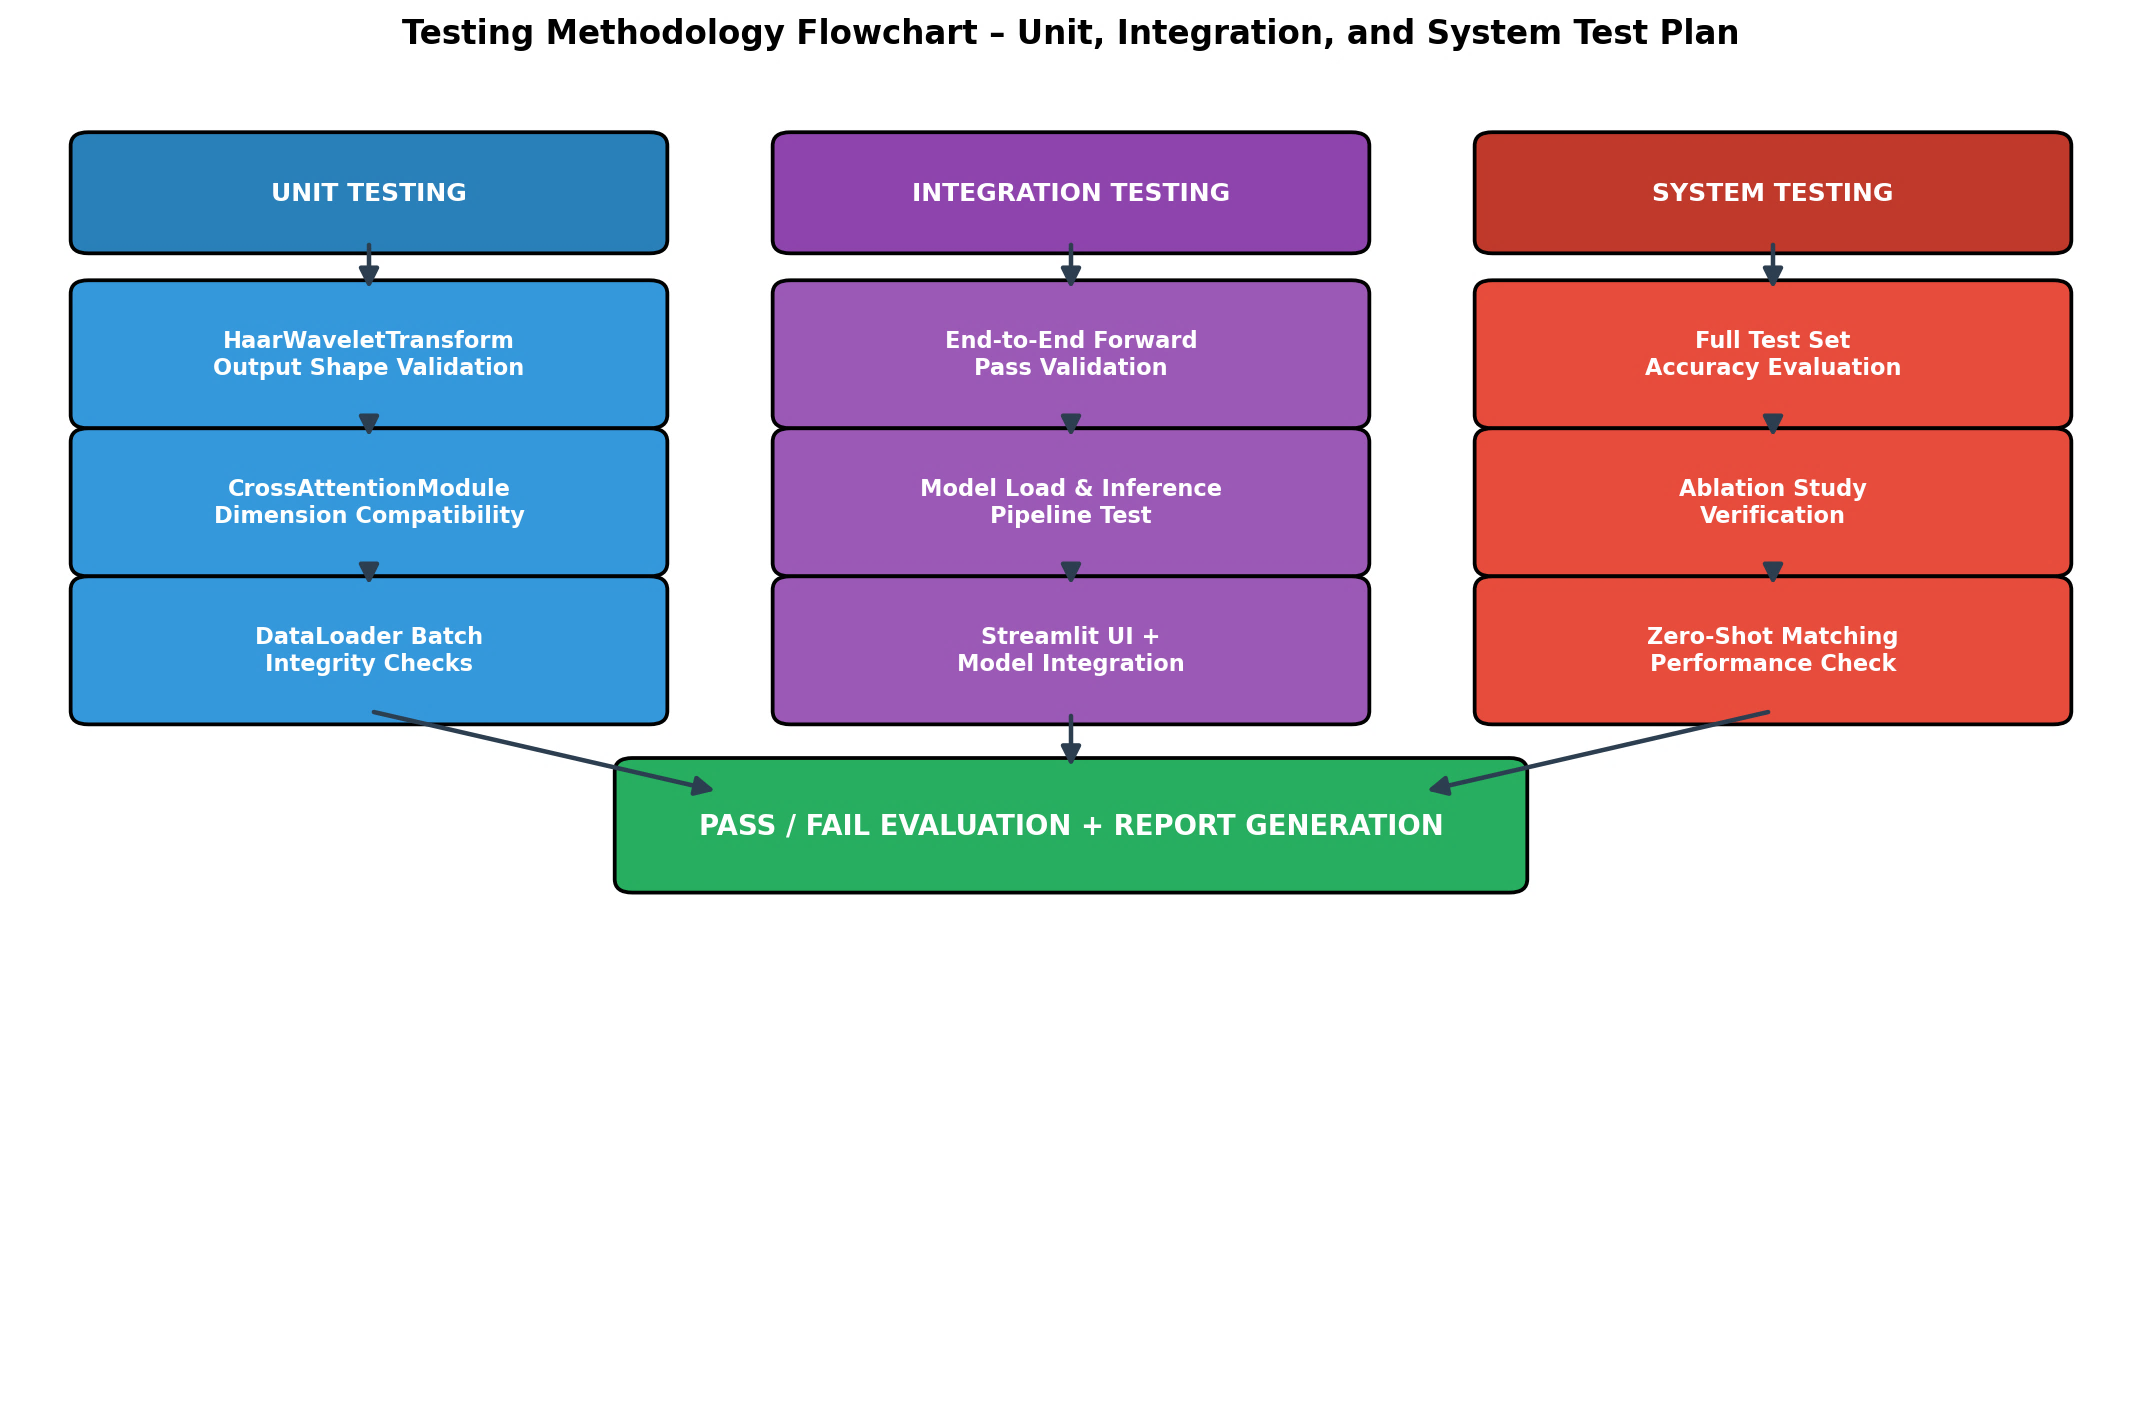 Testing Methodology Flowchart – Unit, Integration, and System Test Plan
UNIT TESTING
HaarWaveletTransform
Output Shape Validation
CrossAttentionModule
Dimension Compatibility
DataLoader Batch
Integrity Checks
INTEGRATION TESTING
End-to-End Forward
Pass Validation
Model Load & Inference
Pipeline Test
Streamlit UI +
Model Integration
SYSTEM TESTING
Full Test Set
Accuracy Evaluation
Ablation Study
Verification
Zero-Shot Matching
Performance Check
PASS / FAIL EVALUATION + REPORT GENERATION